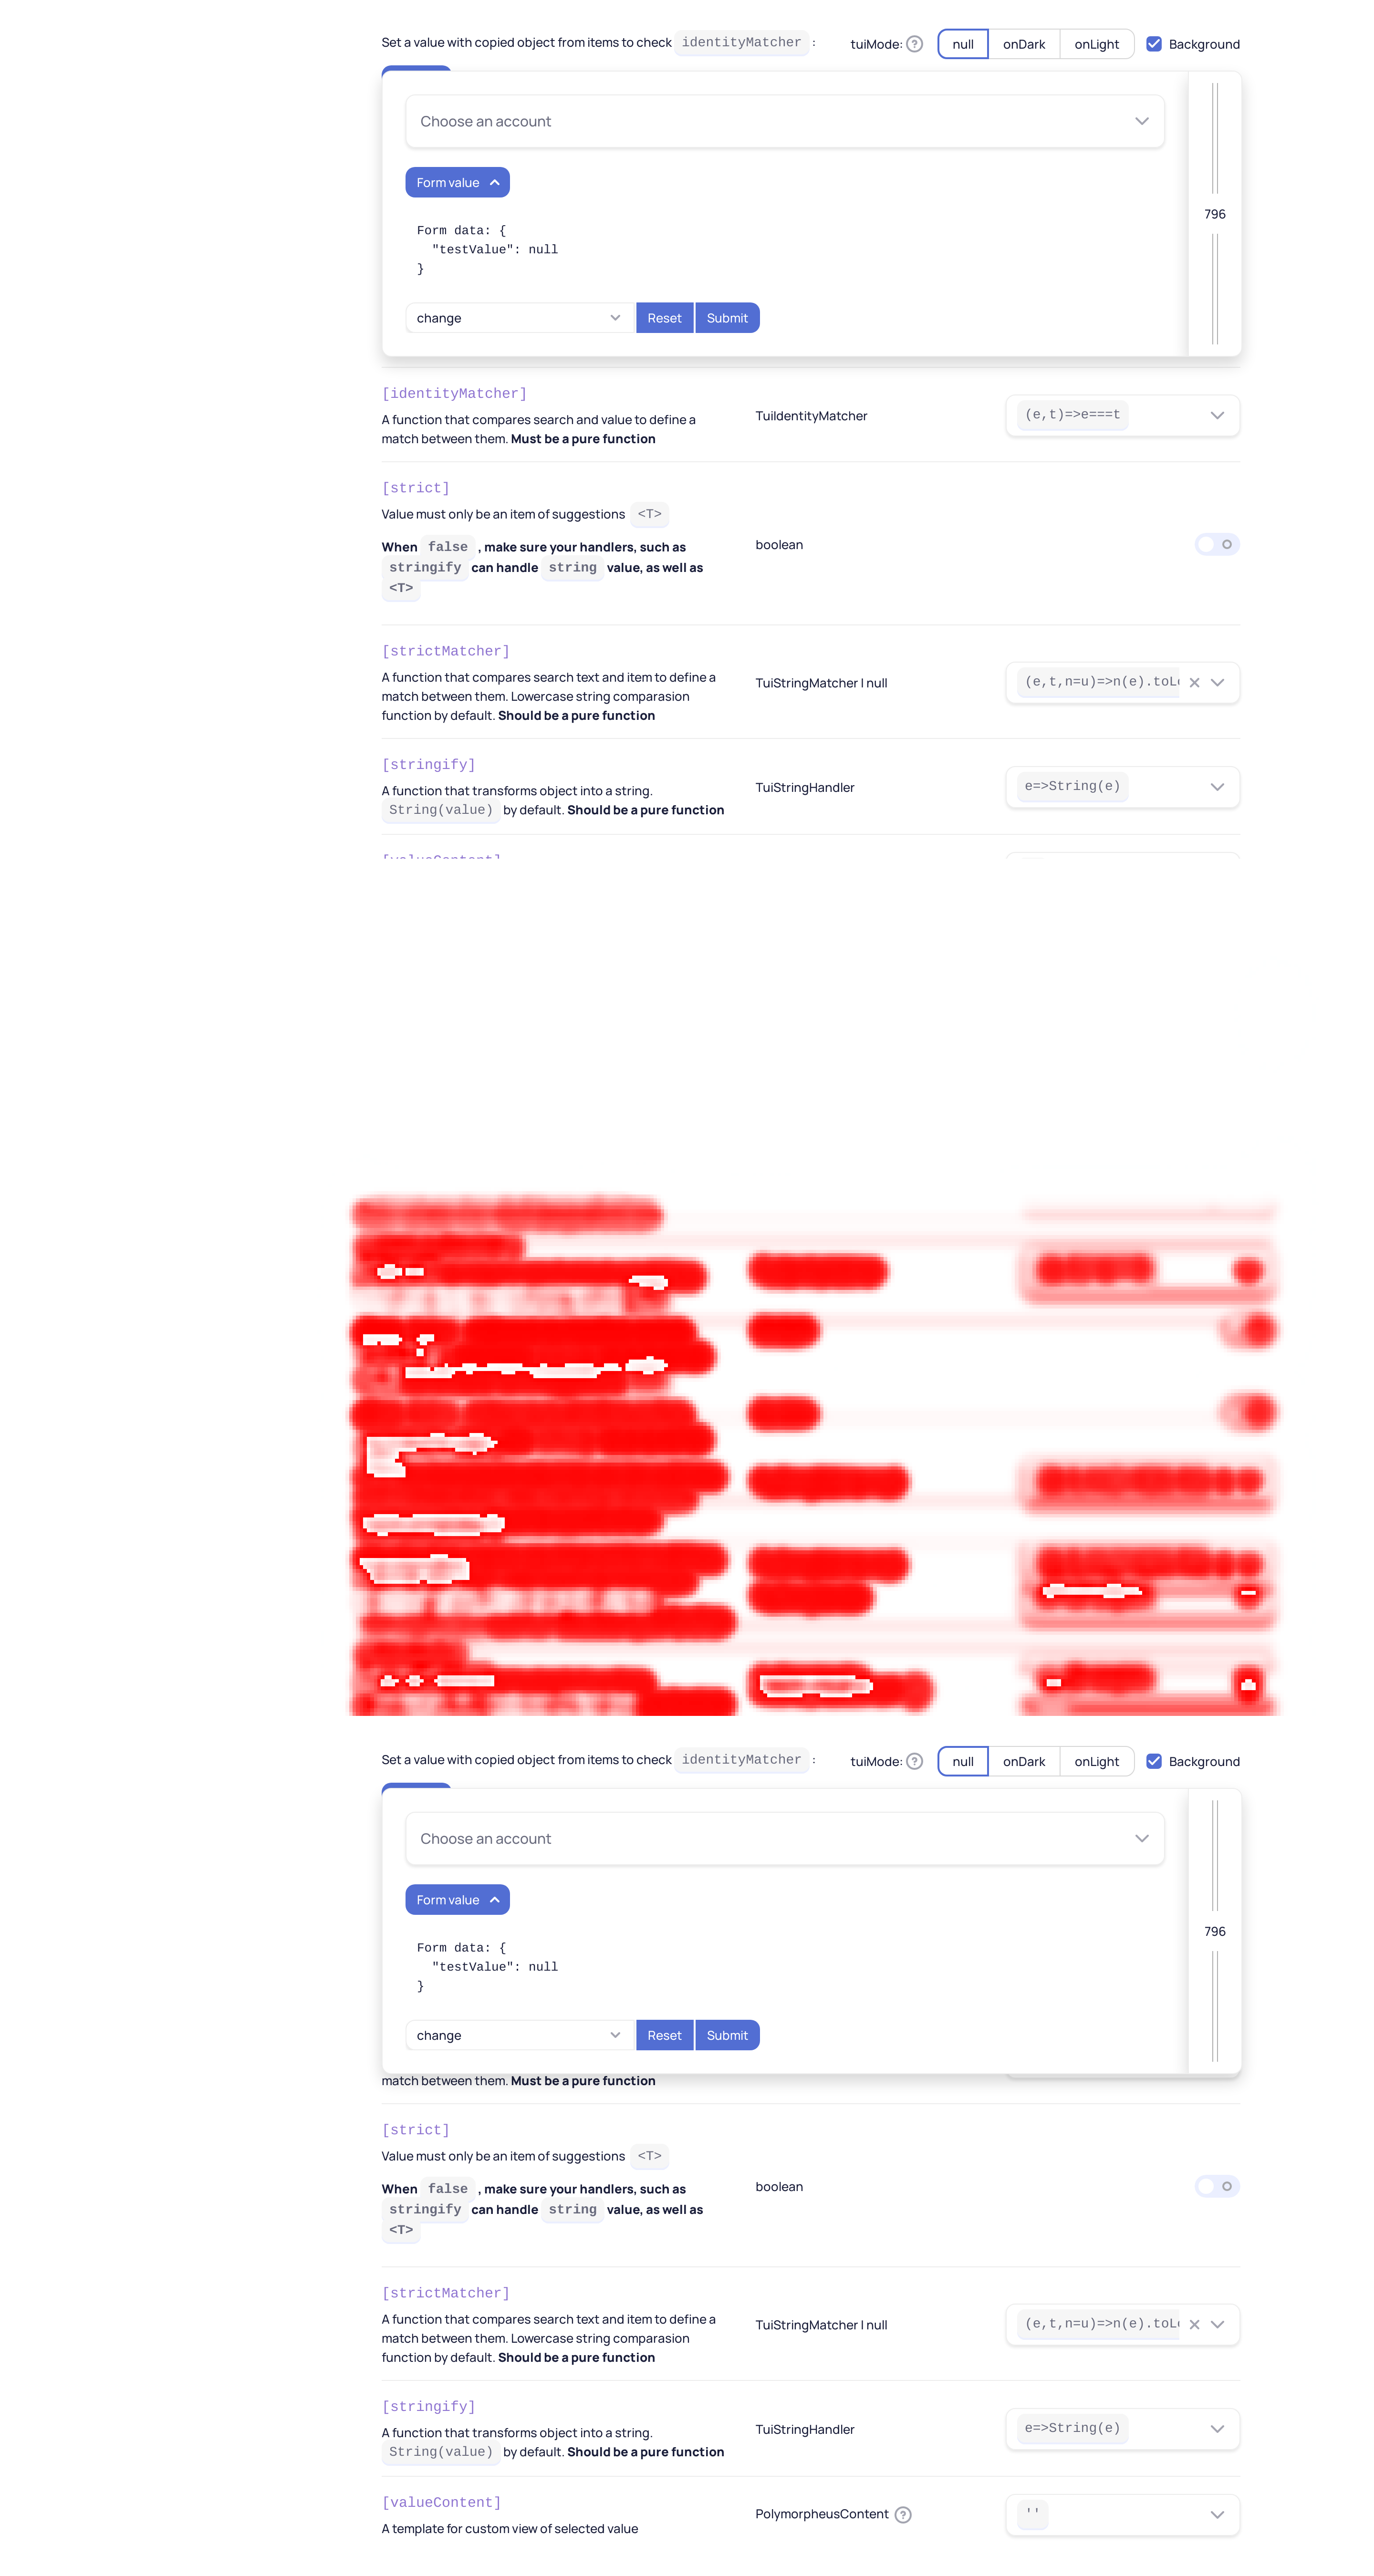 Set a value with copied object from items to check identityMatcher : tuiMode: ? null onDark onLight Background
Choose an account
796
Form value
Form data: {
"testValue": null
}
change Reset Submit
[identityMatcher]
A function that compares search and value to define a
match between them. Must be a pure function
TuiIdentityMatcher
(e,t)=>e===t
[strict]
Value must only be an item of suggestions <T>
When false , make sure your handlers, such as
stringify can handle string value, as well as
<T>
boolean
[strictMatcher]
A function that compares search text and item to define a
match between them. Lowercase string comparasion
function by default. Should be a pure function
TuiStringMatcher | null
(e,t,n=u)=>n(e).toL
[stringify]
A function that transforms object into a string.
String(value) by default. Should be a pure function
TuiStringHandler
e=>String(e)
Set a value with copied object from items to check identityMatcher : tuiMode: ? null onDark onLight Background
Choose an account
796
Form value
Form data: {
"testValue": null
}
change Reset Submit
match between them. Must be a pure function
[strict]
Value must only be an item of suggestions <T>
When false , make sure your handlers, such as
stringify can handle string value, as well as
<T>
boolean
[strictMatcher]
A function that compares search text and item to define a
match between them. Lowercase string comparasion
function by default. Should be a pure function
TuiStringMatcher | null
(e,t,n=u)=>n(e).toL
[stringify]
A function that transforms object into a string.
String(value) by default. Should be a pure function
TuiStringHandler
e=>String(e)
[valueContent]
A template for custom view of selected value
PolymorpheusContent ?
''